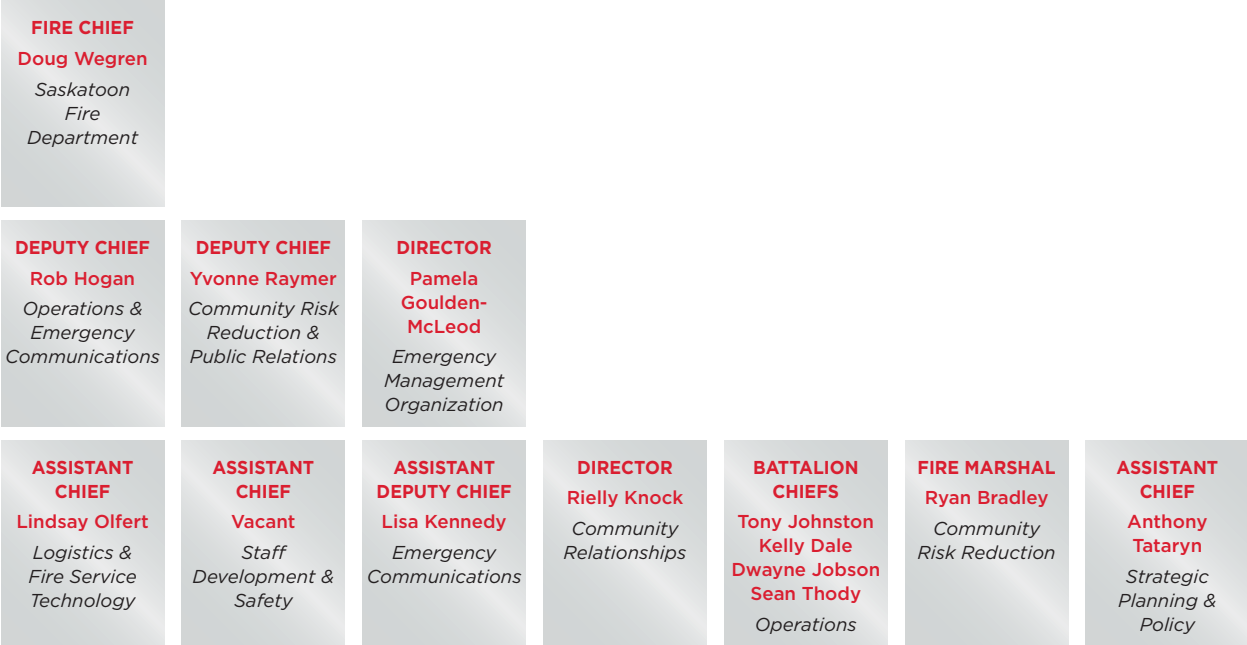 FIRE CHIEF
Doug Wegren
Saskatoon
Fire
Department
DEPUTY CHIEF
Rob Hogan
Operations &
Emergency
Communications
DEPUTY CHIEF
Yvonne Raymer
Community Risk
Reduction &
Public Relations
DIRECTOR
Pamela
Goulden-
McLeod
Emergency
Management
Organization
ASSISTANT
CHIEF
Lindsay Olfert
Logistics &
Fire Service
Technology
ASSISTANT
CHIEF
Vacant
Staff
Development &
Safety
ASSISTANT
DEPUTY CHIEF
Lisa Kennedy
Emergency
Communications
DIRECTOR
Rielly Knock
Community
Relationships
BATTALION
CHIEFS
Tony Johnston
Kelly Dale
Dwayne Jobson
Sean Thody
Operations
FIRE MARSHAL
Ryan Bradley
Community
Risk Reduction
ASSISTANT
CHIEF
Anthony
Tataryn
Strategic
Planning &
Policy